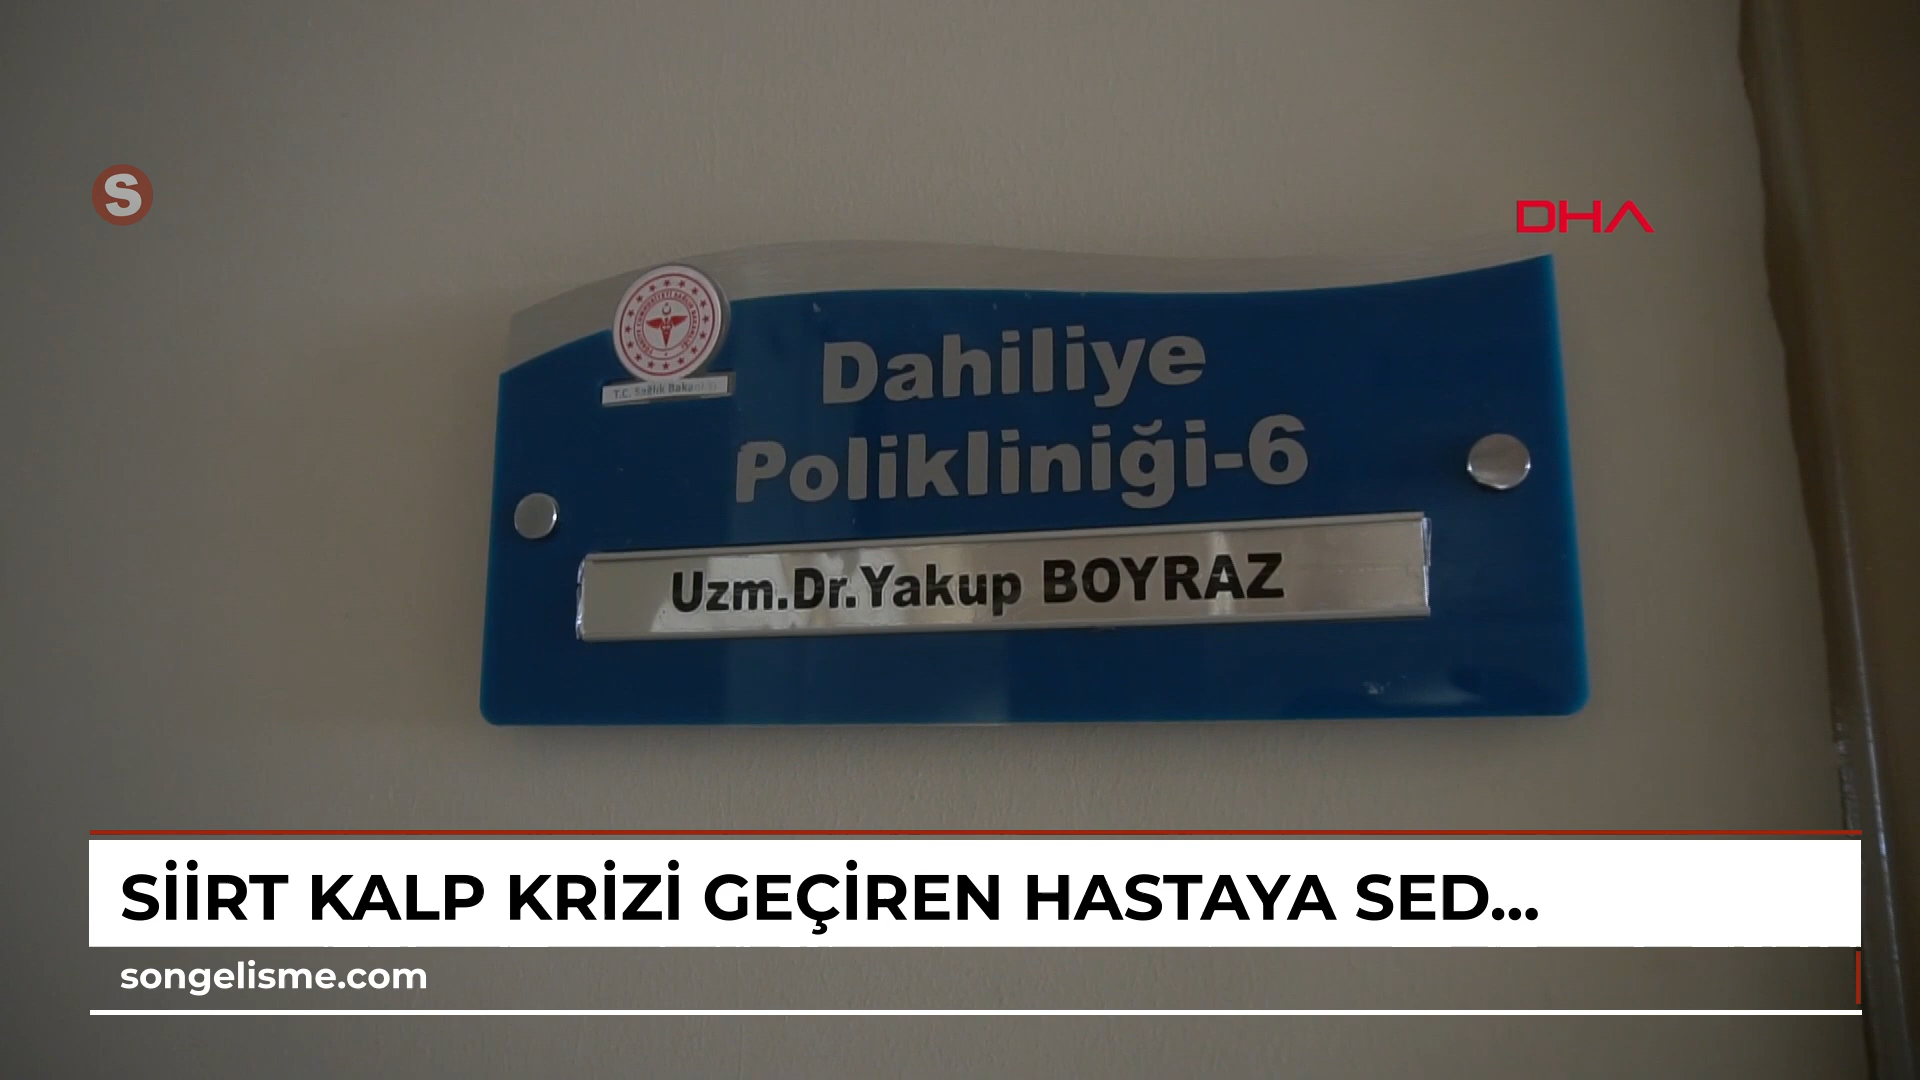 S
DHA
T.C. Sağlık Bakanlığı
Dahiliye
Polikliniği-6
Uzm.Dr.Yakup BOYRAZ
SİİRT KALP KRİZİ GEÇİREN HASTAYA SED...
songelisme.com